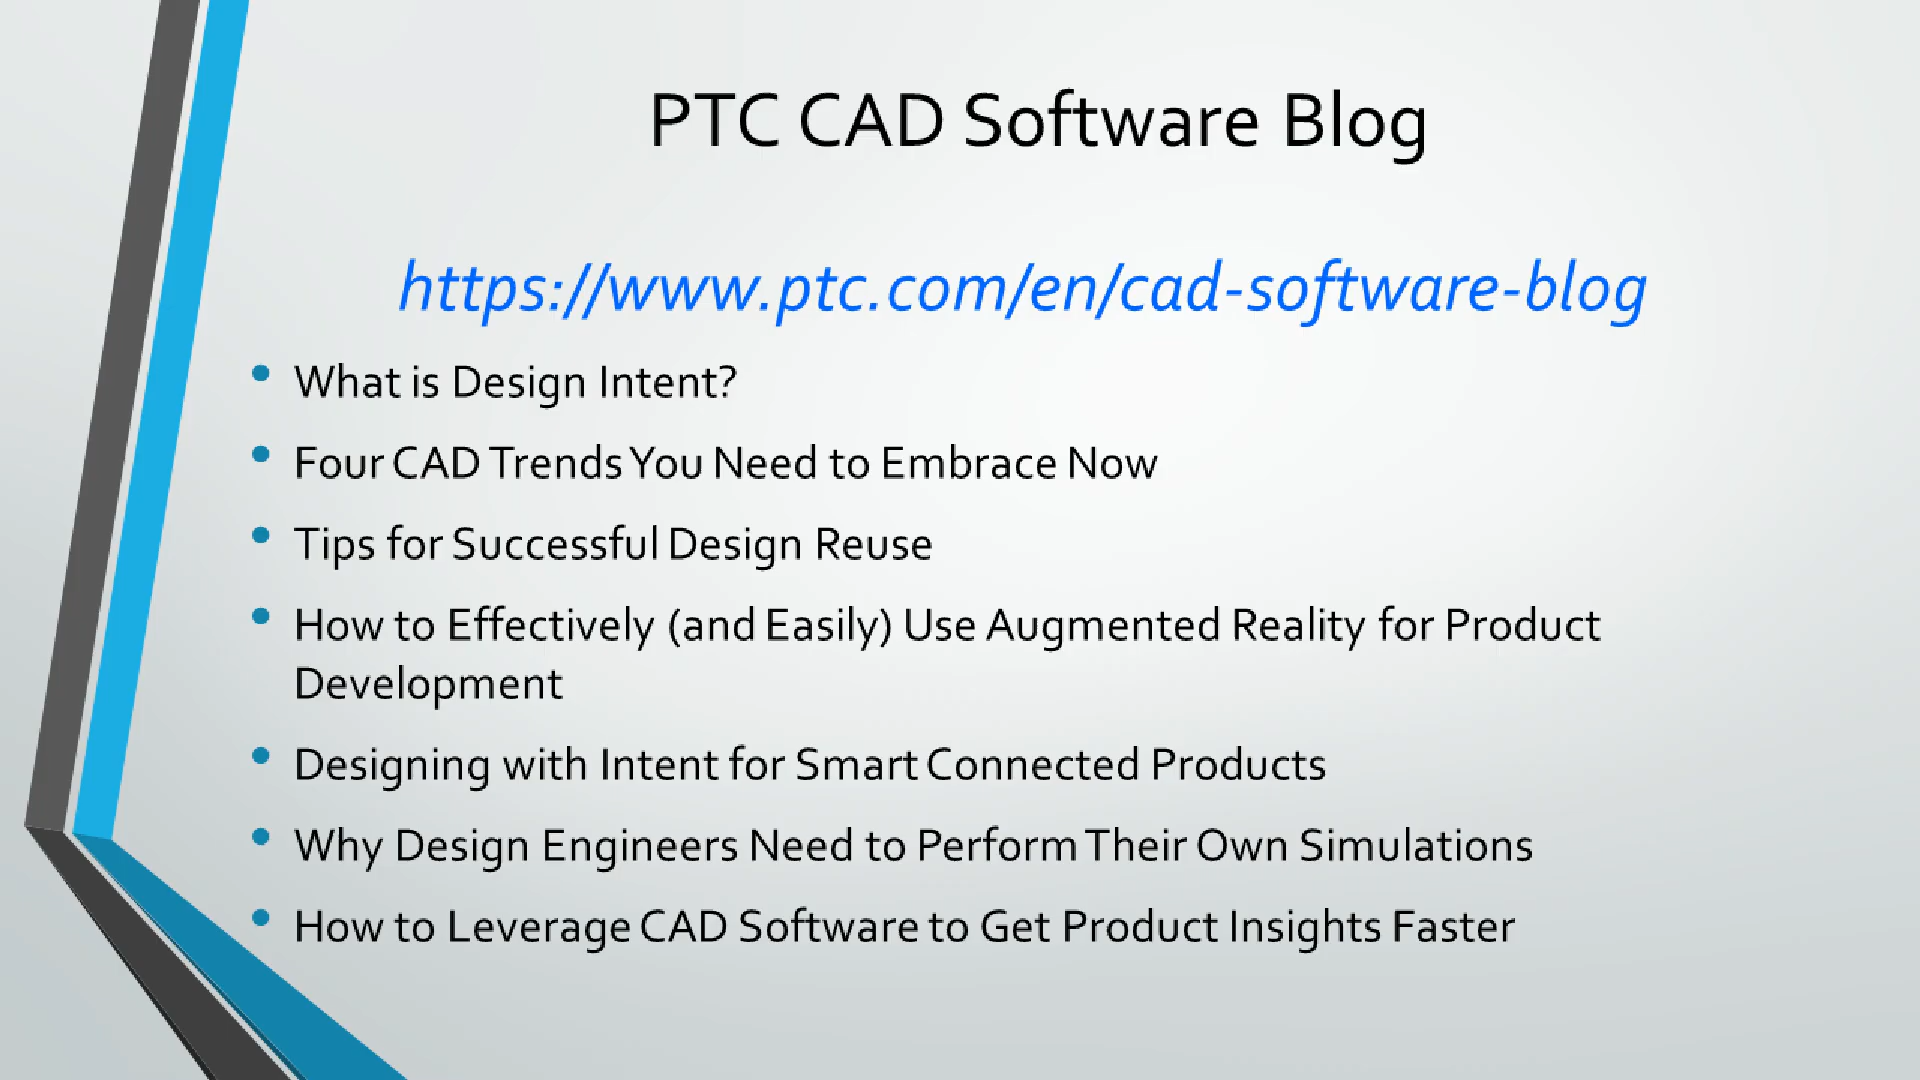 PTC CAD Software Blog
https://www.ptc.com/en/cad-software-blog
• What is Design Intent?
• Four CAD Trends You Need to Embrace Now
• Tips for Successful Design Reuse
• How to Effectively (and Easily) Use Augmented Reality for Product
Development
• Designing with Intent for Smart Connected Products
• Why Design Engineers Need to Perform Their Own Simulations
• How to Leverage CAD Software to Get Product Insights Faster